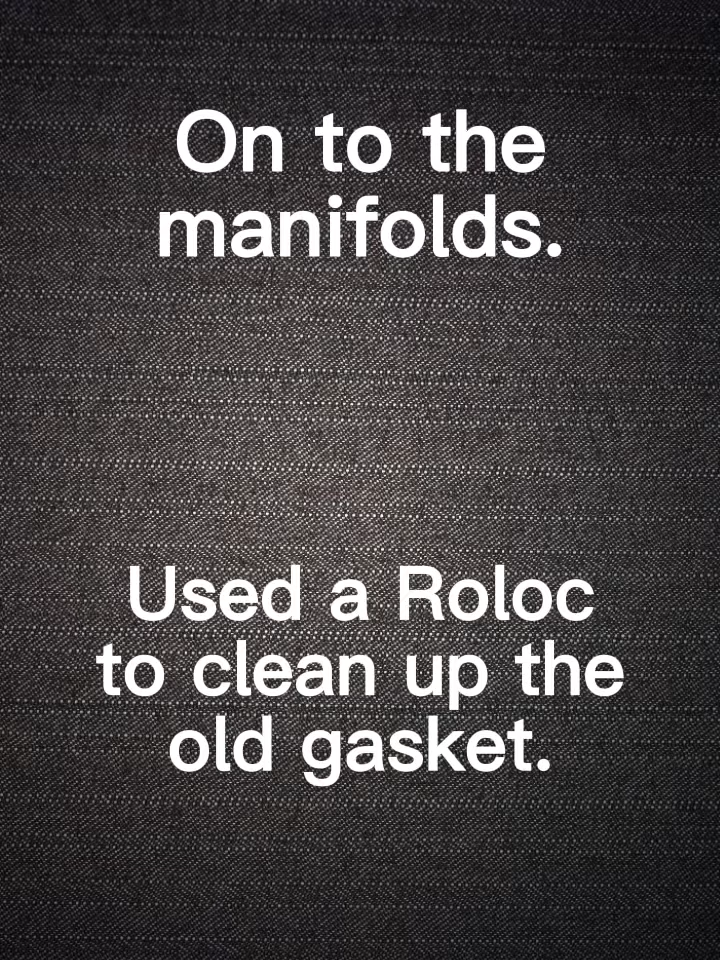 On to the
manifolds.
Used a Roloc
to clean up the
old gasket.